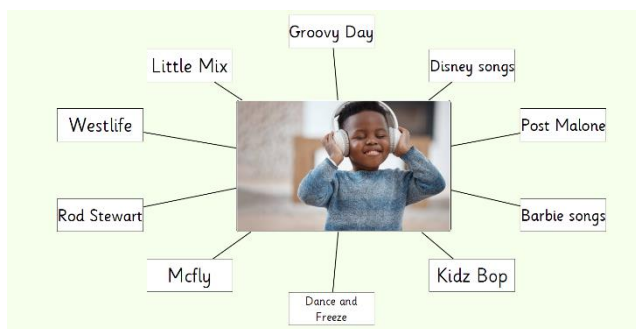 Groovy Day
Little Mix
Disney songs
Westlife
Post Malone
Rod Stewart
Barbie songs
Mcfly
Kidz Bop
Dance and
Freeze